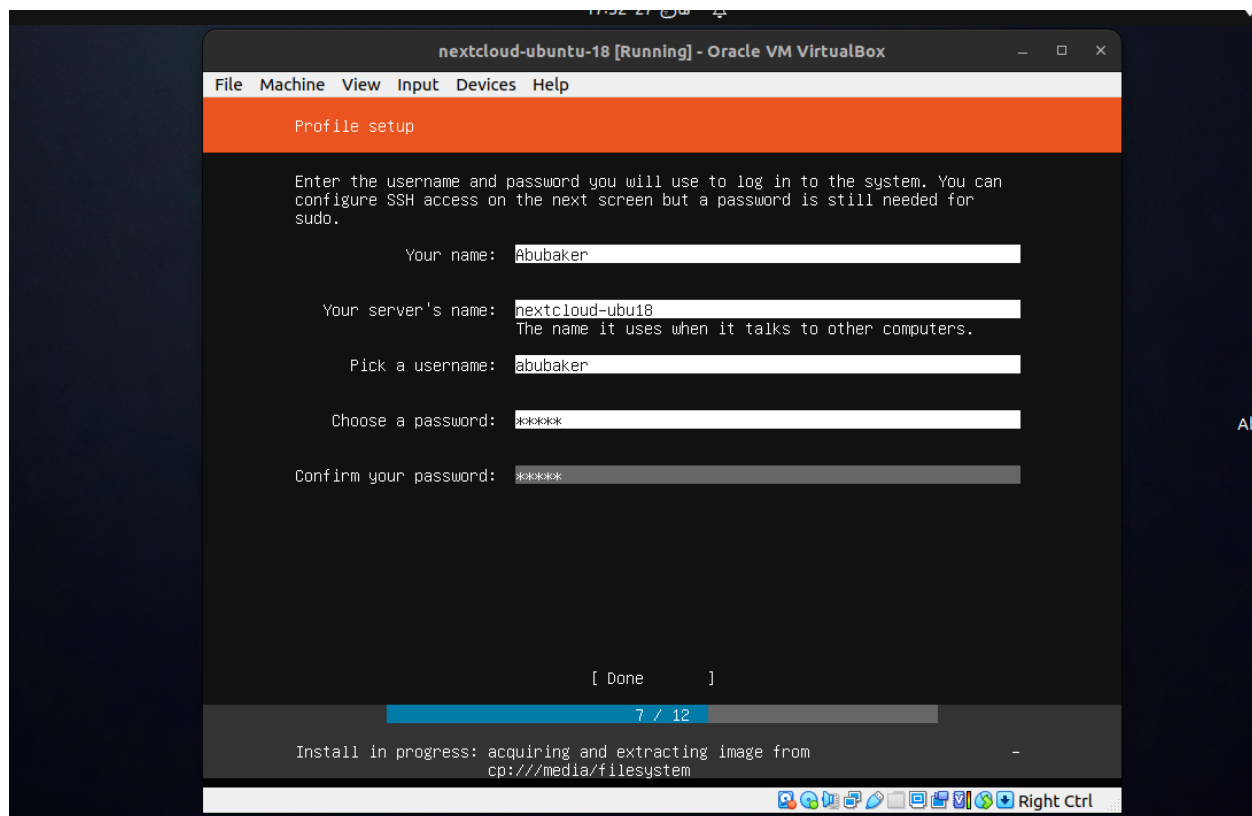 nextcloud-ubuntu-18 [Running] - Oracle VM VirtualBox
File Machine View Input Devices Help
Profile setup
Enter the username and password you will use to log in to the system. You can
configure SSH access on the next screen but a password is still needed for
sudo.
Your name: Abubaker
Your server's name: nextcloud-ubu18
The name it uses when it talks to other computers.
Pick a username: abubaker
Choose a password: *****
Confirm your password: *****
[ Done ]
7 / 12
Install in progress: acquiring and extracting image from
cp:///media/filesystem
Right Ctrl